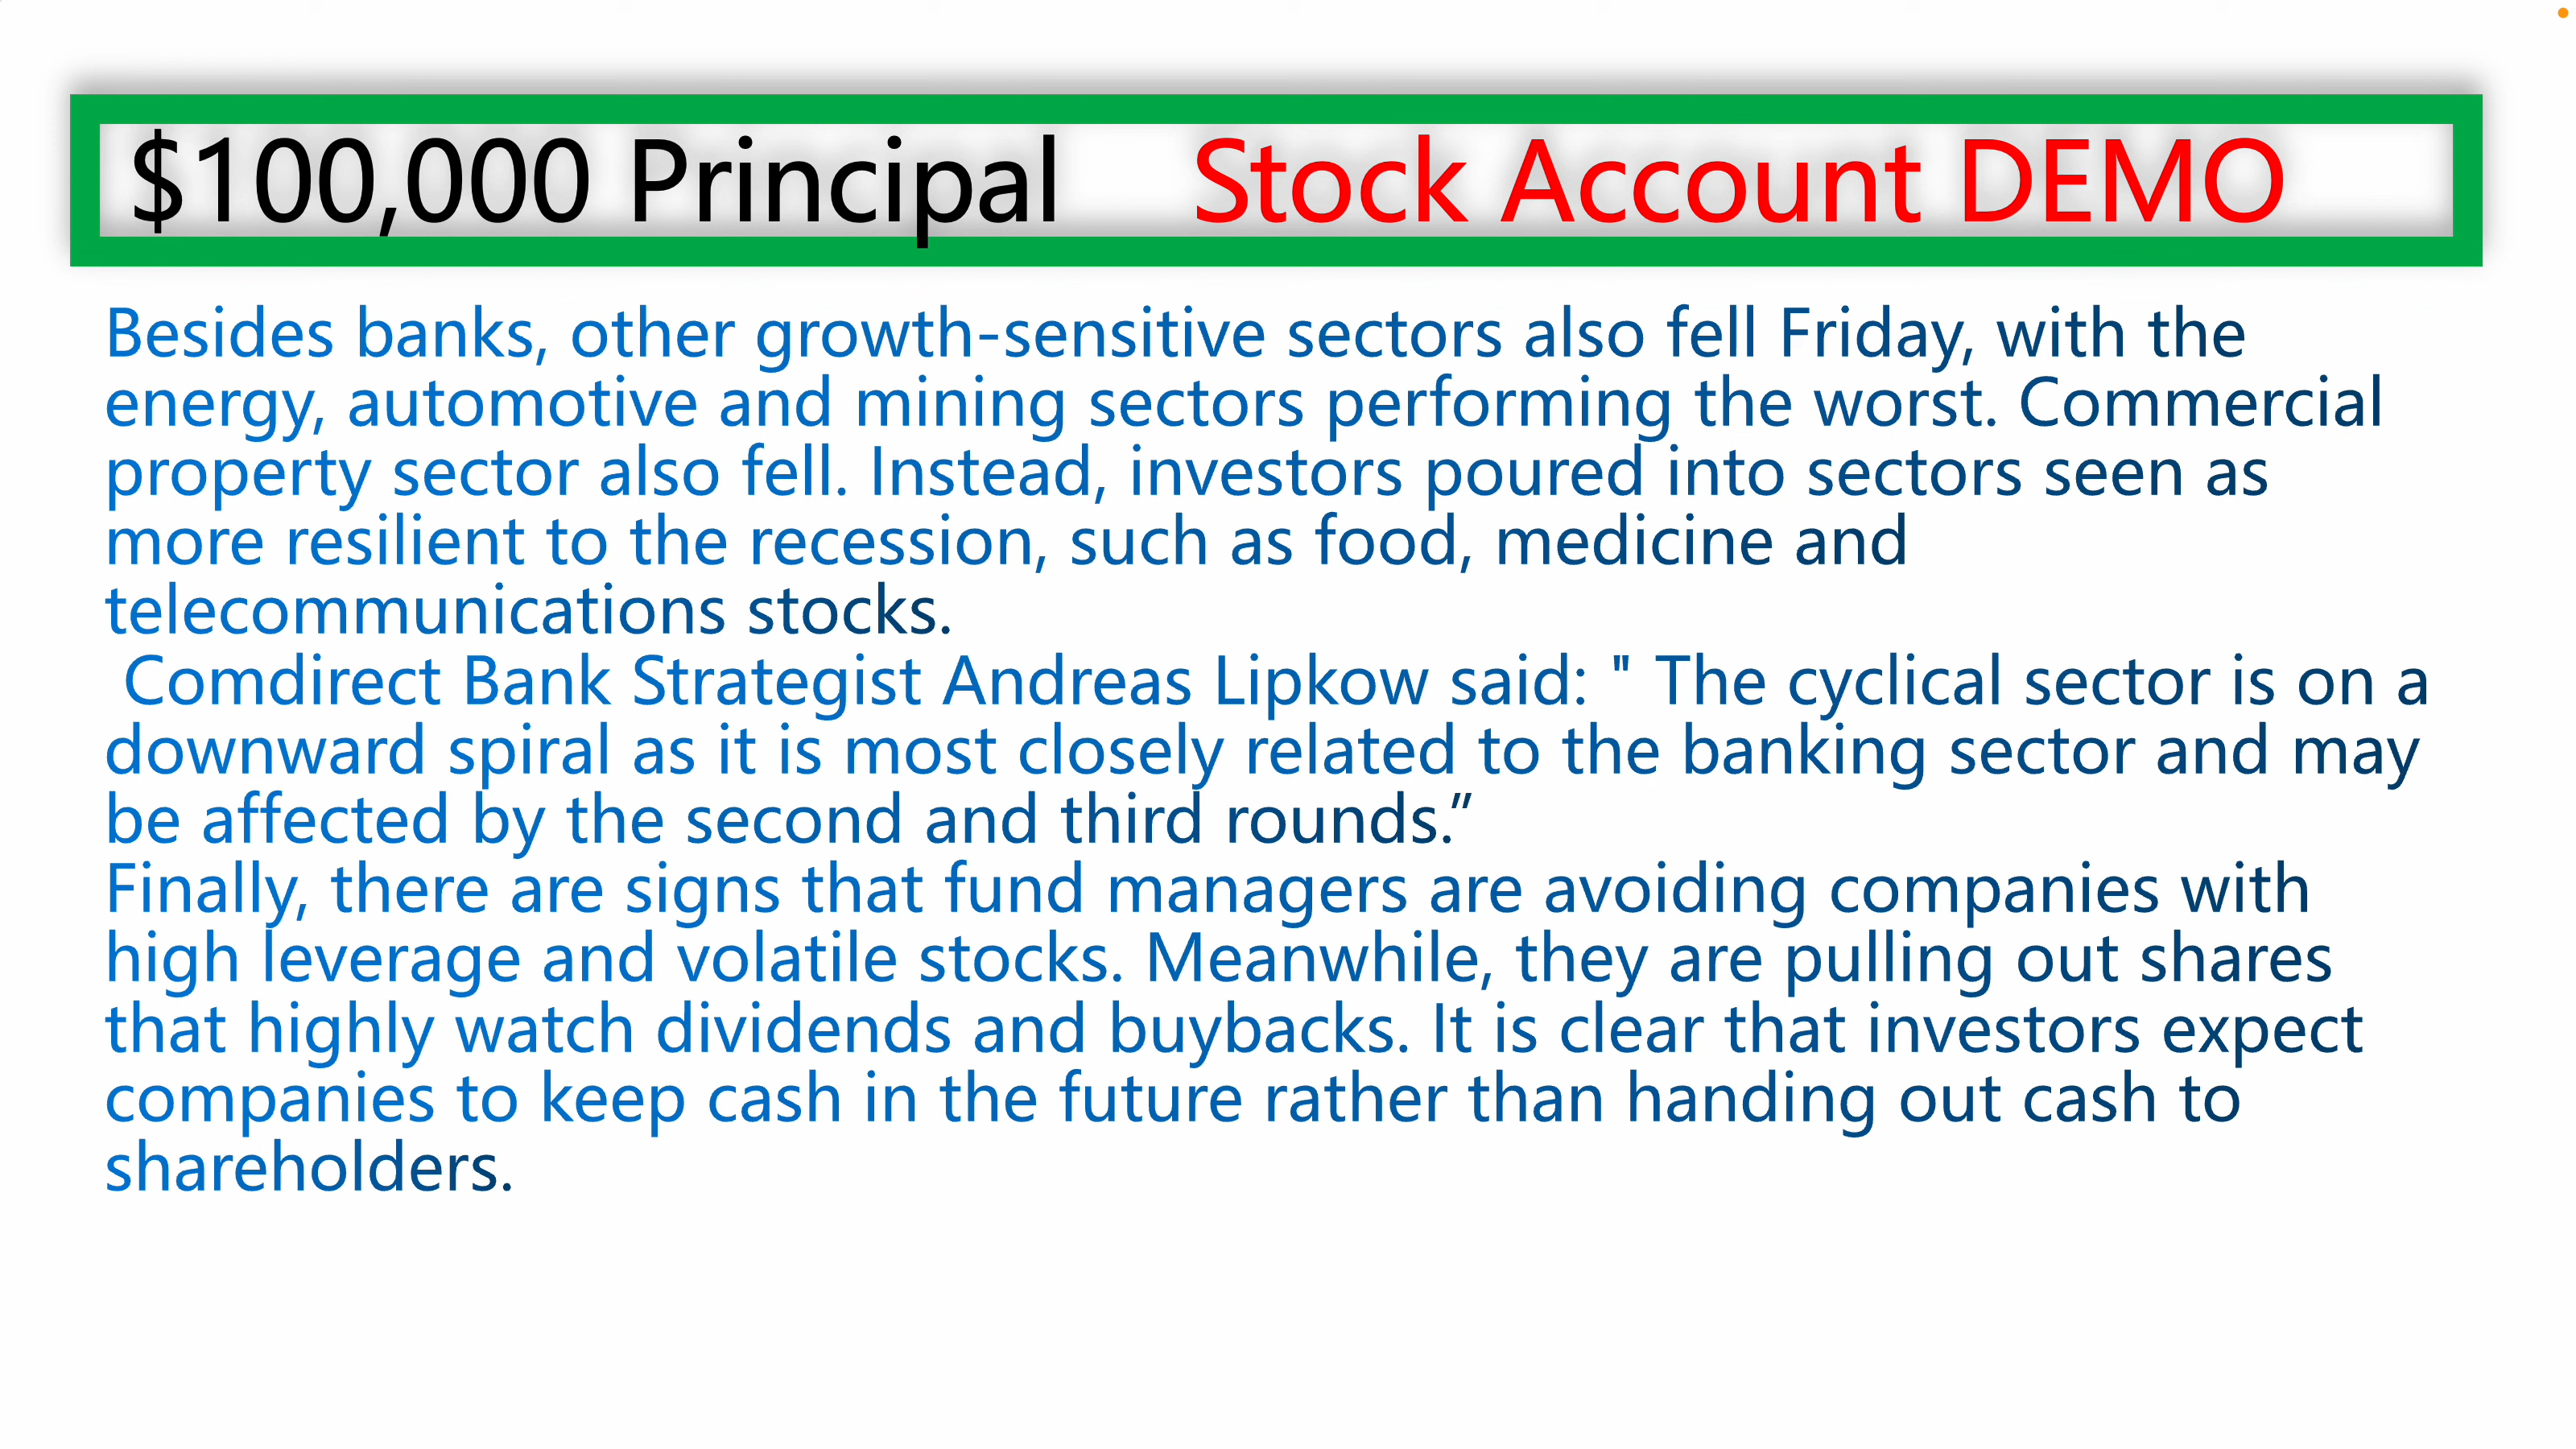 $100,000 Principal Stock Account DEMO
Besides banks, other growth-sensitive sectors also fell Friday, with the
energy, automotive and mining sectors performing the worst. Commercial
property sector also fell. Instead, investors poured into sectors seen as
more resilient to the recession, such as food, medicine and
telecommunications stocks.
Comdirect Bank Strategist Andreas Lipkow said: " The cyclical sector is on a
downward spiral as it is most closely related to the banking sector and may
be affected by the second and third rounds.”
Finally, there are signs that fund managers are avoiding companies with
high leverage and volatile stocks. Meanwhile, they are pulling out shares
that highly watch dividends and buybacks. It is clear that investors expect
companies to keep cash in the future rather than handing out cash to
shareholders.